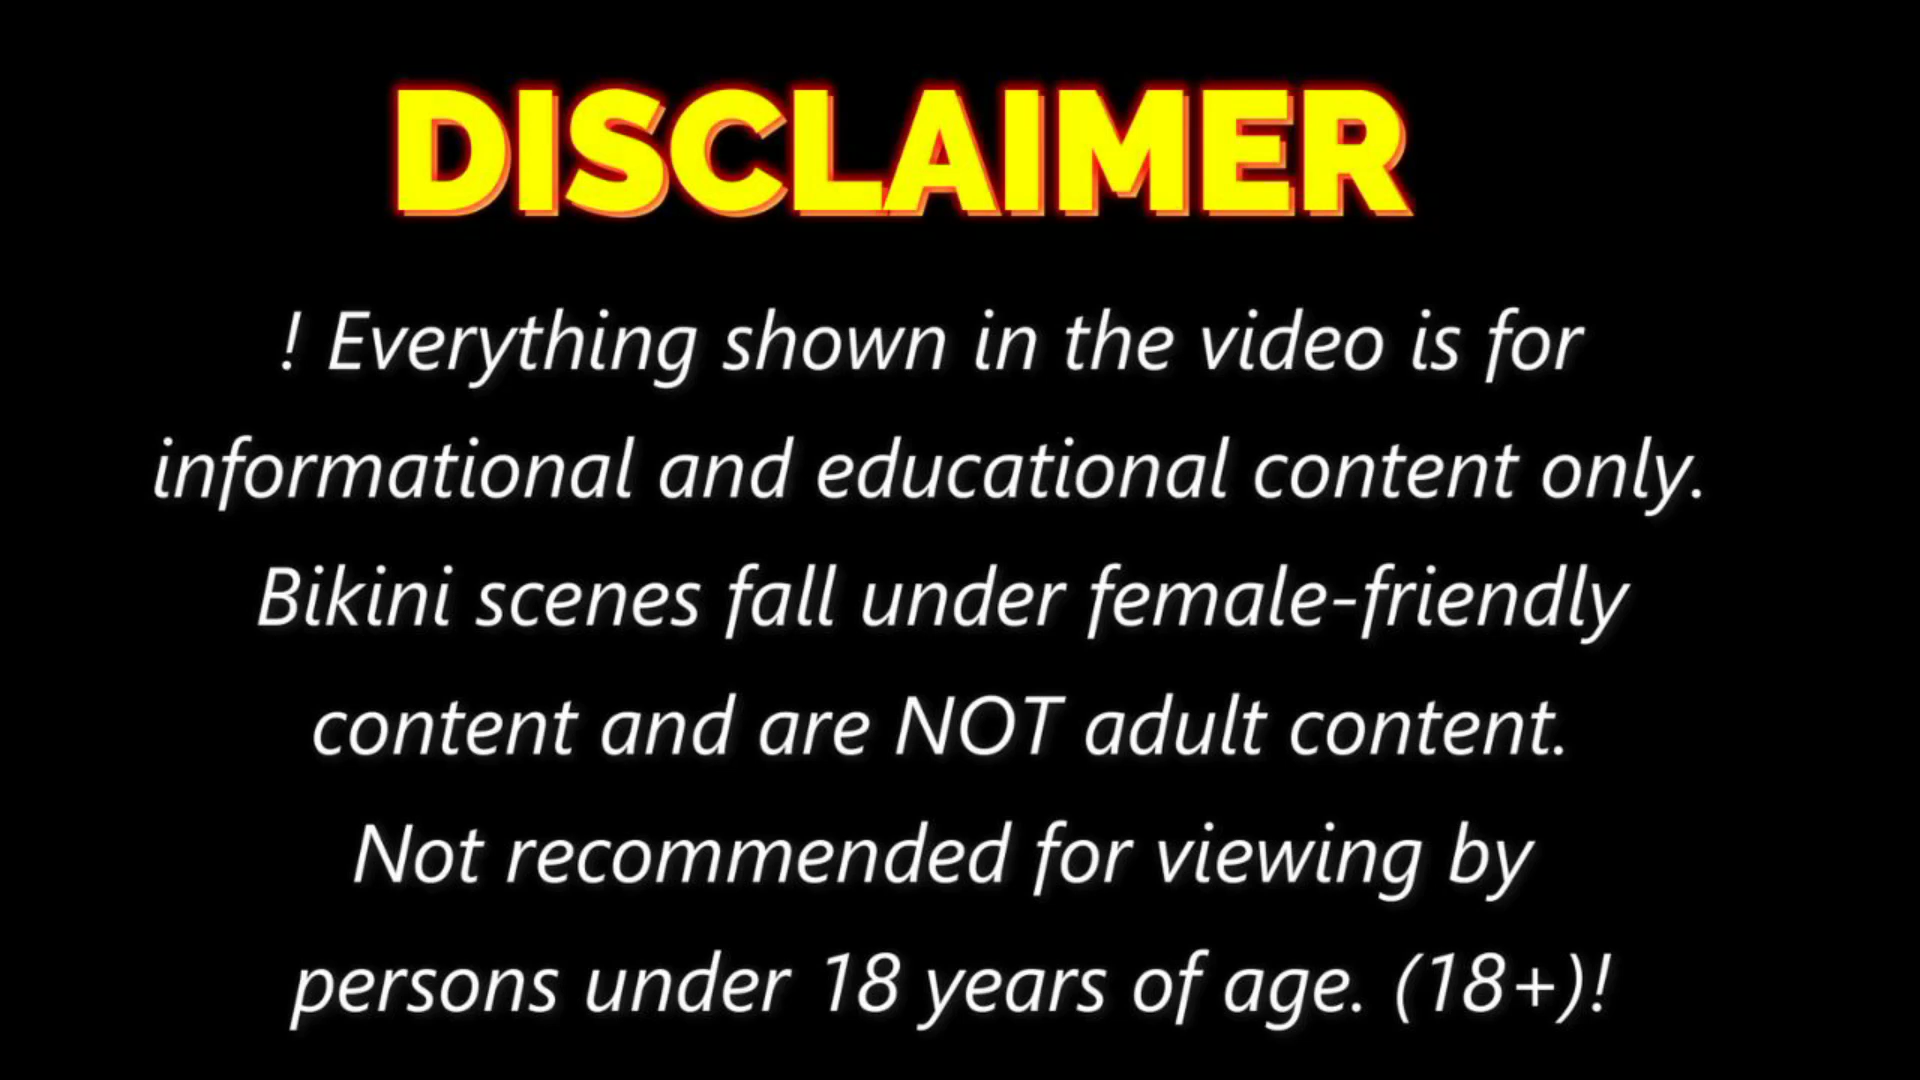 DISCLAIMER
! Everything shown in the video is for
informational and educational content only.
Bikini scenes fall under female-friendly
content and are NOT adult content.
Not recommended for viewing by
persons under 18 years of age. (18+)!